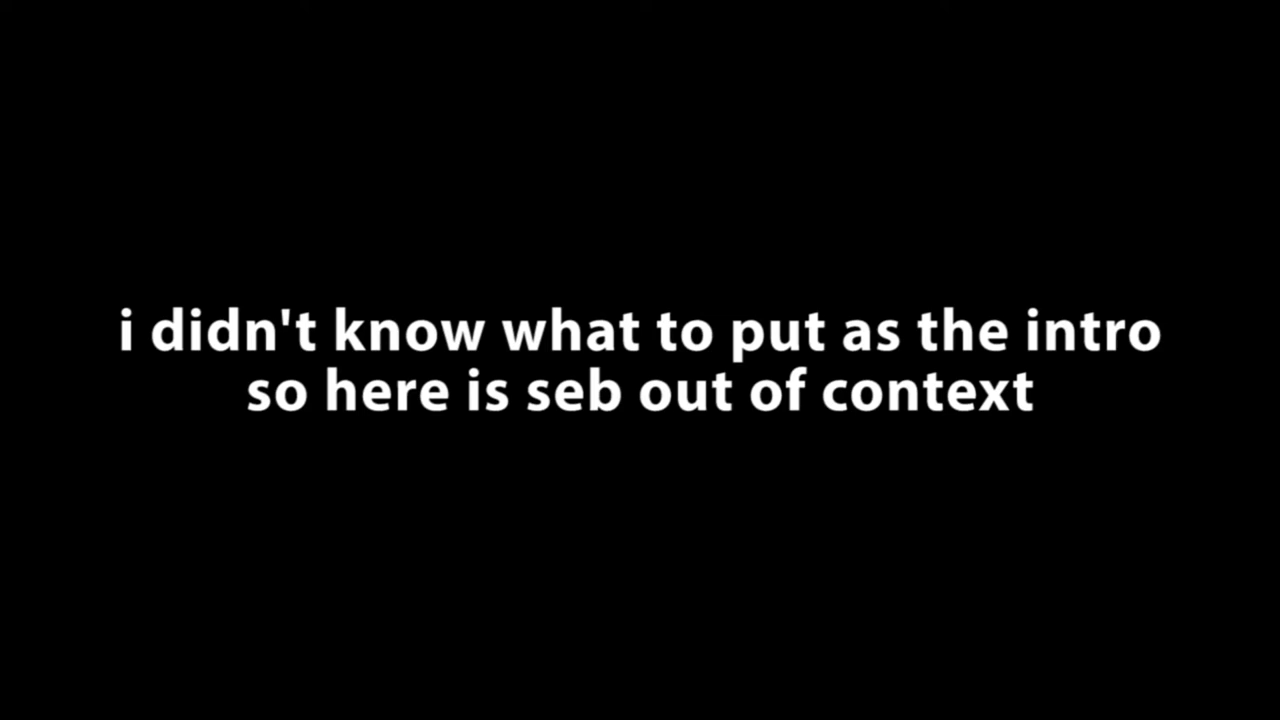 i didn't know what to put as the intro
so here is seb out of context